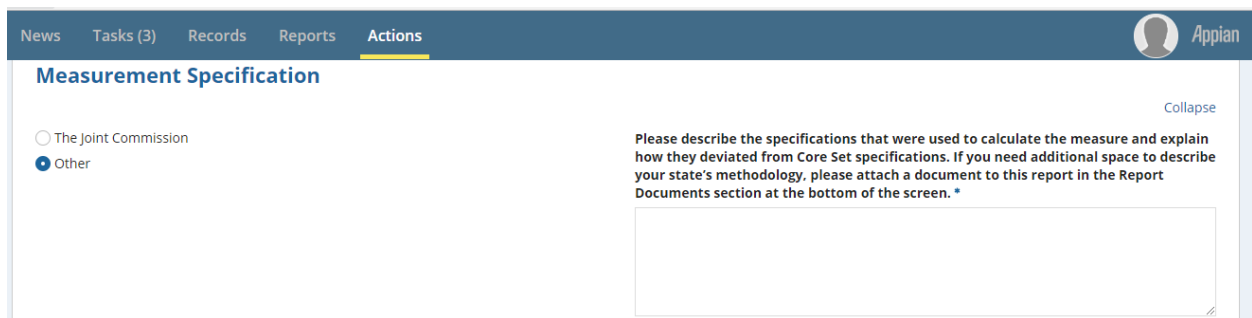 News Tasks (3) Records Reports Actions Appian
Measurement Specification
Collapse
The Joint Commission
Other
Please describe the specifications that were used to calculate the measure and explain
how they deviated from Core Set specifications. If you need additional space to describe
your state’s methodology, please attach a document to this report in the Report
Documents section at the bottom of the screen. *